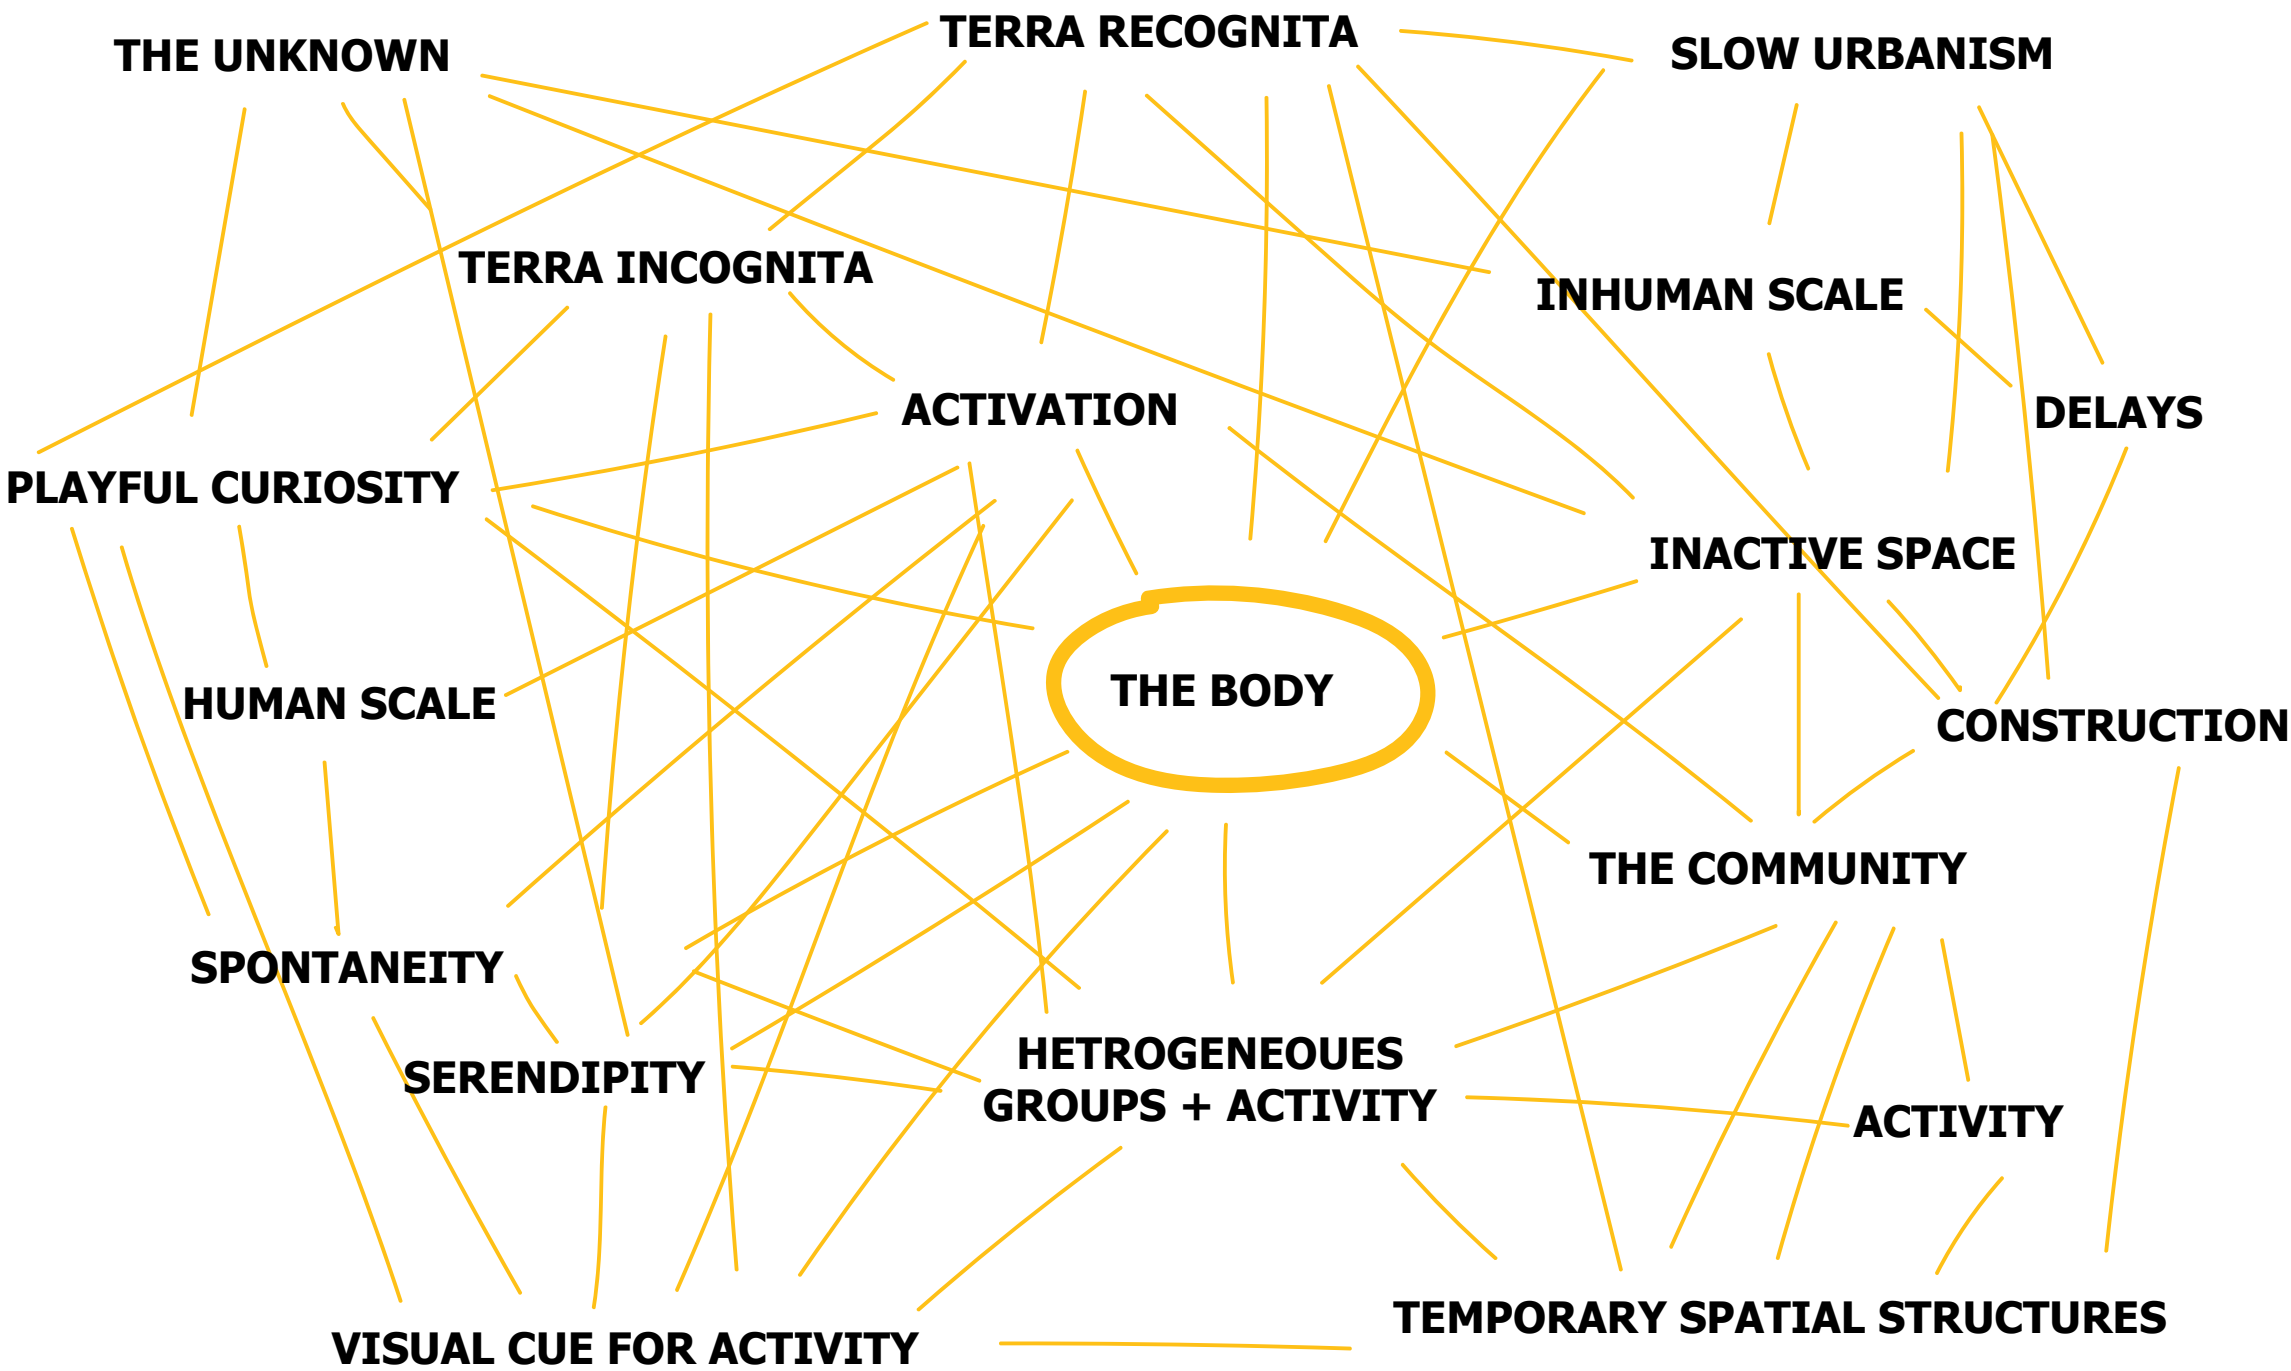 THE UNKNOWN
TERRA RECOGNITA
SLOW URBANISM
TERRA INCOGNITA
INHUMAN SCALE
ACTIVATION
DELAYS
PLAYFUL CURIOSITY
INACTIVE SPACE
HUMAN SCALE
THE BODY
CONSTRUCTION
THE COMMUNITY
SPONTANEITY
SERENDIPITY
HETROGENEOUES
GROUPS + ACTIVITY
ACTIVITY
VISUAL CUE FOR ACTIVITY
TEMPORARY SPATIAL STRUCTURES